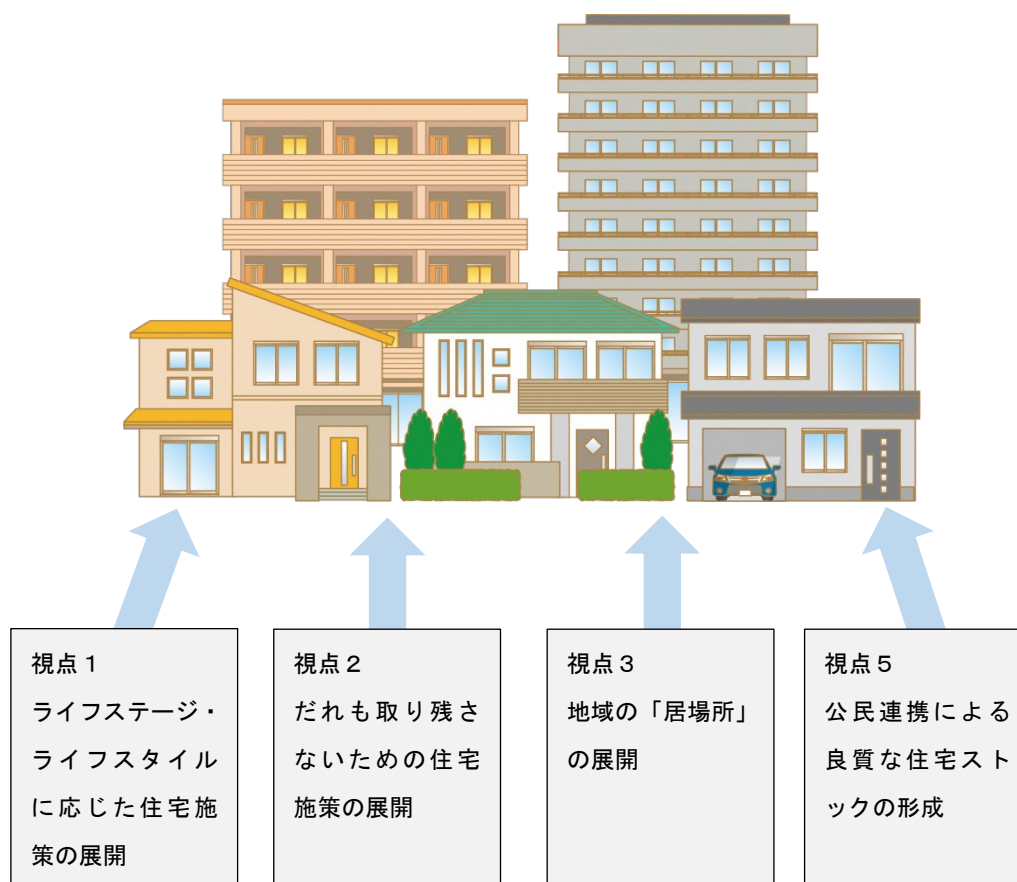 視点1
ライフステージ・
ライフスタイル
に応じた住宅施
策の展開
視点2
だれも取り残さ
ないための住宅
施策の展開
視点3
地域の「居場所」
の展開
視点5
公民連携による
良質な住宅スト
ックの形成